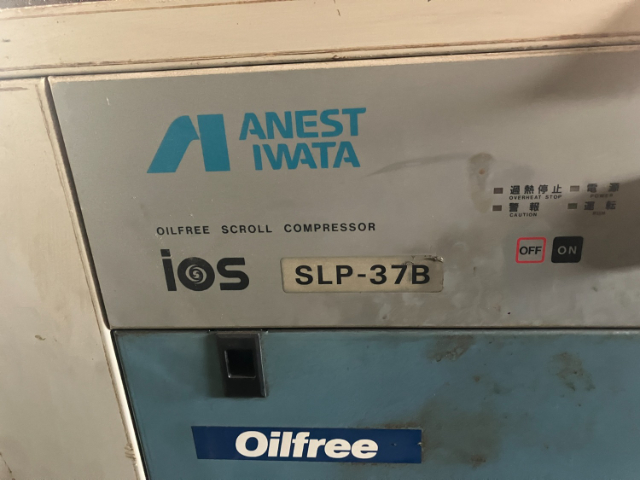 ANEST
IWATA
過熱停止 電源
OVERHEAT STOP POWER
警報 運転
CAUTION RUN
OILFREE SCROLL COMPRESSOR
OFF ON
ios SLP-37B
Oilfree